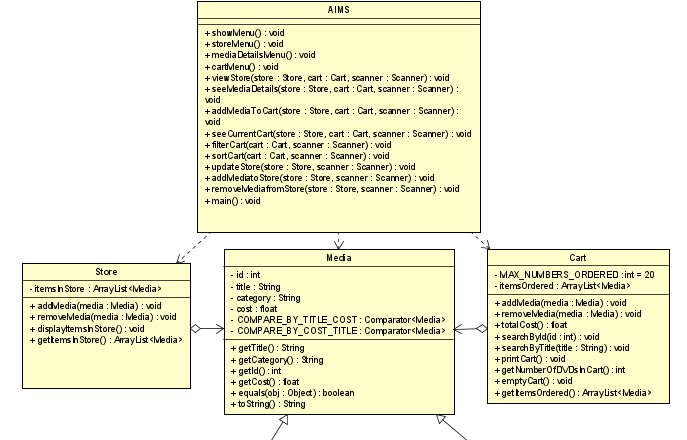 AIMS
+ showMenu() : void
+ storeMenu() : void
+ mediaDetailsMenu() : void
+ cartMenu() : void
+ viewStore(store : Store, cart : Cart, scanner : Scanner) : void
+ seeMediaDetails(store : Store, cart : Cart, scanner : Scanner) :
void
+ addMediaToCart(store : Store, cart : Cart, scanner : Scanner) :
void
+ seeCurrentCart(store : Store, cart : Cart, scanner : Scanner) : void
+ filterCart(cart : Cart, scanner : Scanner) : void
+ sortCart(cart : Cart, scanner : Scanner) : void
+ updateStore(store : Store, scanner : Scanner) : void
+ addMediatoStore(store : Store, scanner : Scanner) : void
+ removeMediafromStore(store : Store, scanner : Scanner) : void
+ main() : void
Store
- itemsInStore : ArrayList<Media>
+ addMedia(media : Media) : void
+ removeMedia(media : Media) : void
+ displayItemsInStore() : void
+ getItemsInStore() : ArrayList<Media>
Media
- id : int
- title : String
- category : String
- cost : float
- COMPARE_BY_TITLE_COST : Comparator<Media>
- COMPARE_BY_COST_TITLE : Comparator<Media>
+ getTitle() : String
+ getCategory() : String
+ getId() : int
+ getCost() : float
+ equals(obj : Object) : boolean
+ toString() : String
Cart
- MAX_NUMBERS_ORDERED : int = 20
- itemsOrdered : ArrayList<Media>
+ addMedia(media : Media) : void
+ removeMedia(media : Media) : void
+ totalCost() : float
+ searchById(id : int) : void
+ searchByTitle(title : String) : void
+ printCart() : void
+ getNumberOfDVDsInCart() : int
+ emptyCart() : void
+ getItemsOrdered() : ArrayList<Media>